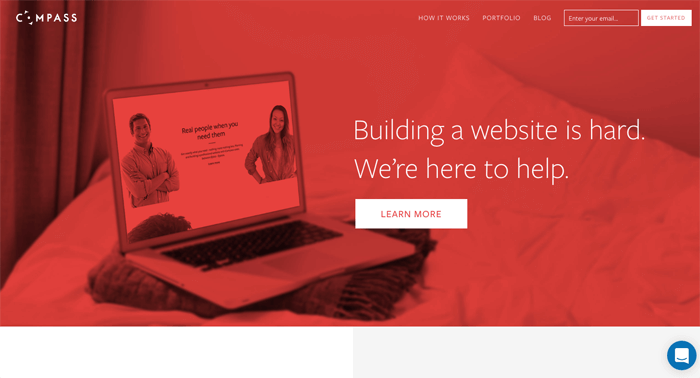 COMPASS
HOW IT WORKS
PORTFOLIO
BLOG
Enter your email...
GET STARTED
Real people when you
need them
Building a website is hard.
We're here to help.
LEARN MORE